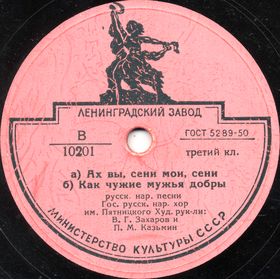 ЛЕНИНГРАДСКИЙ ЗАВОД
В
10201
ГОСТ 5289-50
третий кл.
а) Ах вы, сени мои, сени
б) Как чужие мужья добры
русск. нар. песни
Гос. русск. нар. хор
им. Пятницкого Худ. рук-ли:
В. Г. Захаров и
П. М. Казьмин
МИНИСТЕРСТВО КУЛЬТУРЫ СССР